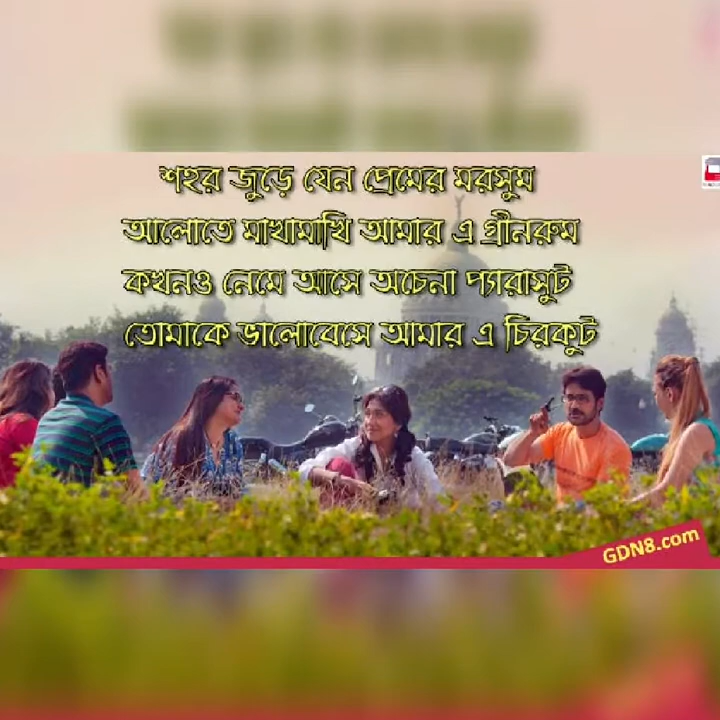 শহর জুড়ে যেন প্রেমের মরসুম
আলোতে মাখামাখি আমার এ গ্রীনরুম
কখনও নেমে আসে অচেনা প্যারাসুট
তোমাকে ভালোবেসে আমার এ চিরকুট
GDN8.com